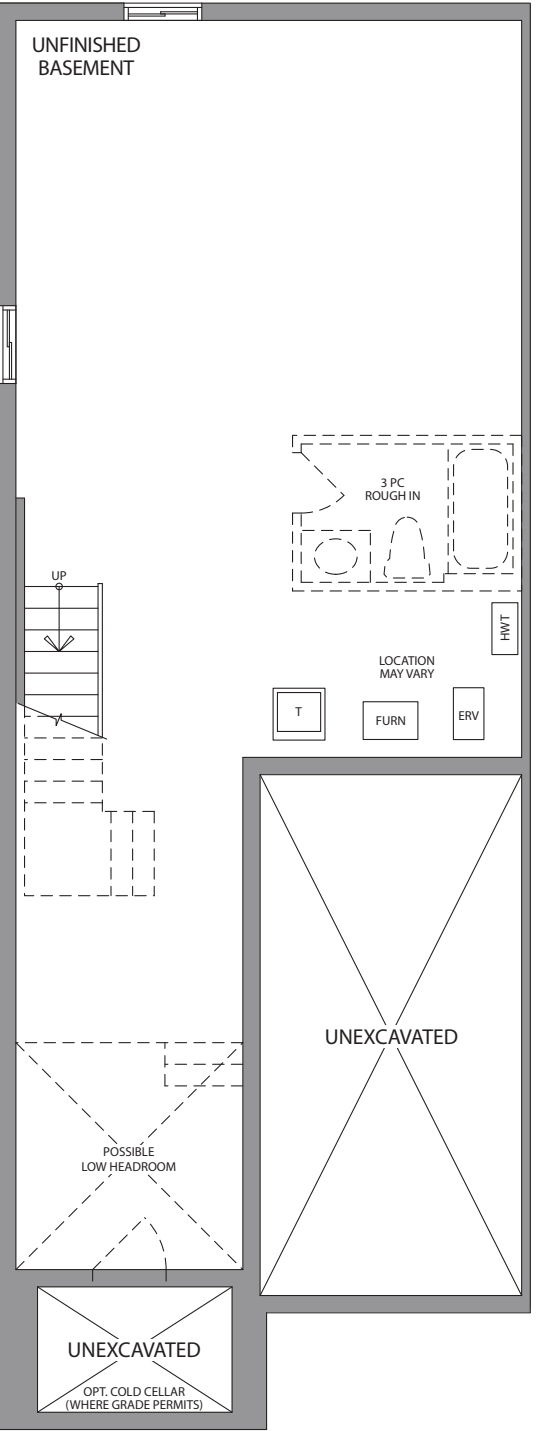 UNFINISHED
BASEMENT
3 PC
ROUGH IN
UP
HWT
LOCATION
MAY VARY
T
FURN
ERV
UNEXCAVATED
POSSIBLE
LOW HEADROOM
UNEXCAVATED
OPT. COLD CELLAR
(WHERE GRADE PERMITS)